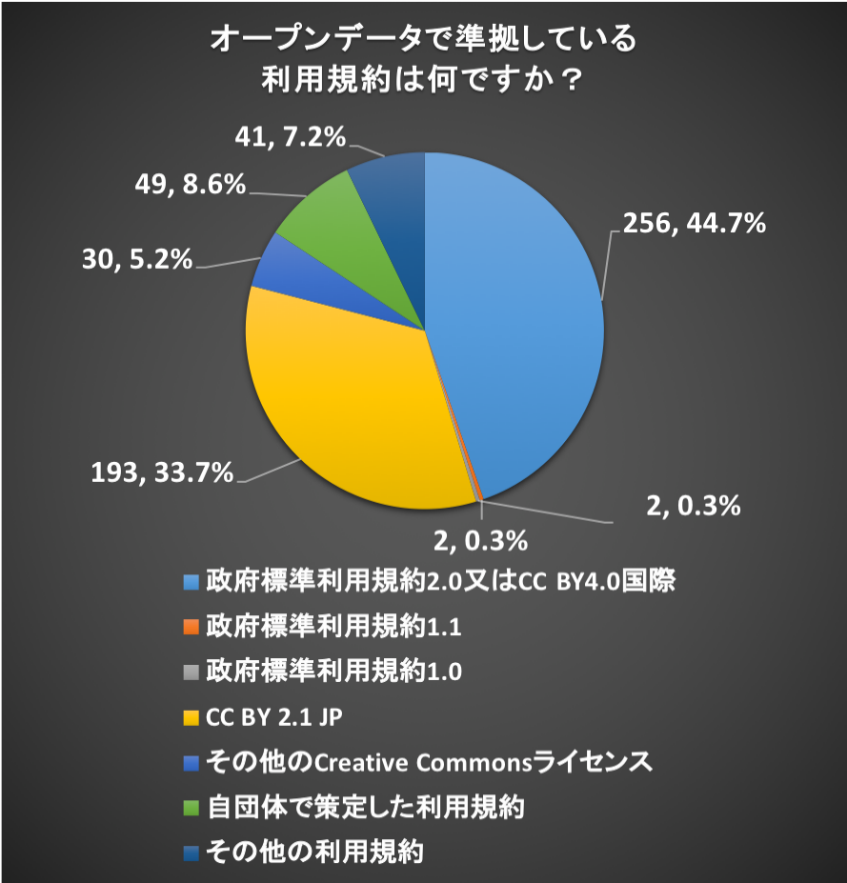 オープンデータで準拠している
利用規約は何ですか？
41, 7.2%
49, 8.6%
256, 44.7%
30, 5.2%
193, 33.7%
2, 0.3%
2, 0.3%
政府標準利用規約2.0又はCC BY4.0国際
政府標準利用規約1.1
政府標準利用規約1.0
CC BY 2.1 JP
その他のCreative Commonsライセンス
自団体で策定した利用規約
その他の利用規約